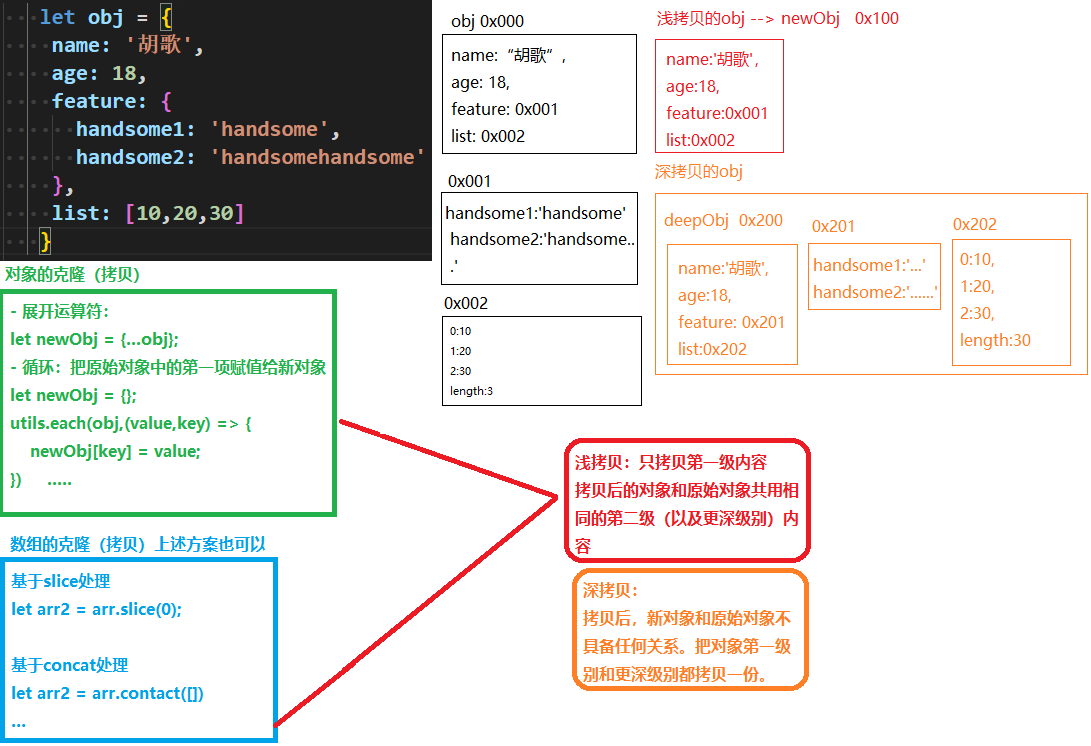 let obj = {
name: '胡歌',
age: 18,
feature: {
handsome1: 'handsome',
handsome2: 'handsomehandsome'
},
list: [10,20,30]
}
obj 0x000
name:“胡歌”,
age: 18,
feature: 0x001
list: 0x002
0x001
handsome1:'handsome'
handsome2:'handsome..
.'
0x002
0:10
1:20
2:30
length:3
浅拷贝的obj --> newObj 0x100
name:'胡歌',
age:18,
feature:0x001
list:0x002
深拷贝的obj
deepObj 0x200
name:'胡歌',
age:18,
feature: 0x201
list:0x202
0x201
handsome1:'...'
handsome2:'......'
0x202
0:10,
1:20,
2:30,
length:30
对象的克隆（拷贝）
- 展开运算符：
let newObj = {...obj};
- 循环：把原始对象中的第一项赋值给新对象
let newObj = {};
utils.each(obj,(value,key) => {
newObj[key] = value;
}) .....
数组的克隆（拷贝）上述方案也可以
基于slice处理
let arr2 = arr.slice(0);
基于concat处理
let arr2 = arr.contact([])
...
浅拷贝：只拷贝第一级内容
拷贝后的对象和原始对象共用相
同的第二级（以及更深级别）内
容
深拷贝：
拷贝后，新对象和原始对象不
具备任何关系。把对象第一级
别和更深级别都拷贝一份。